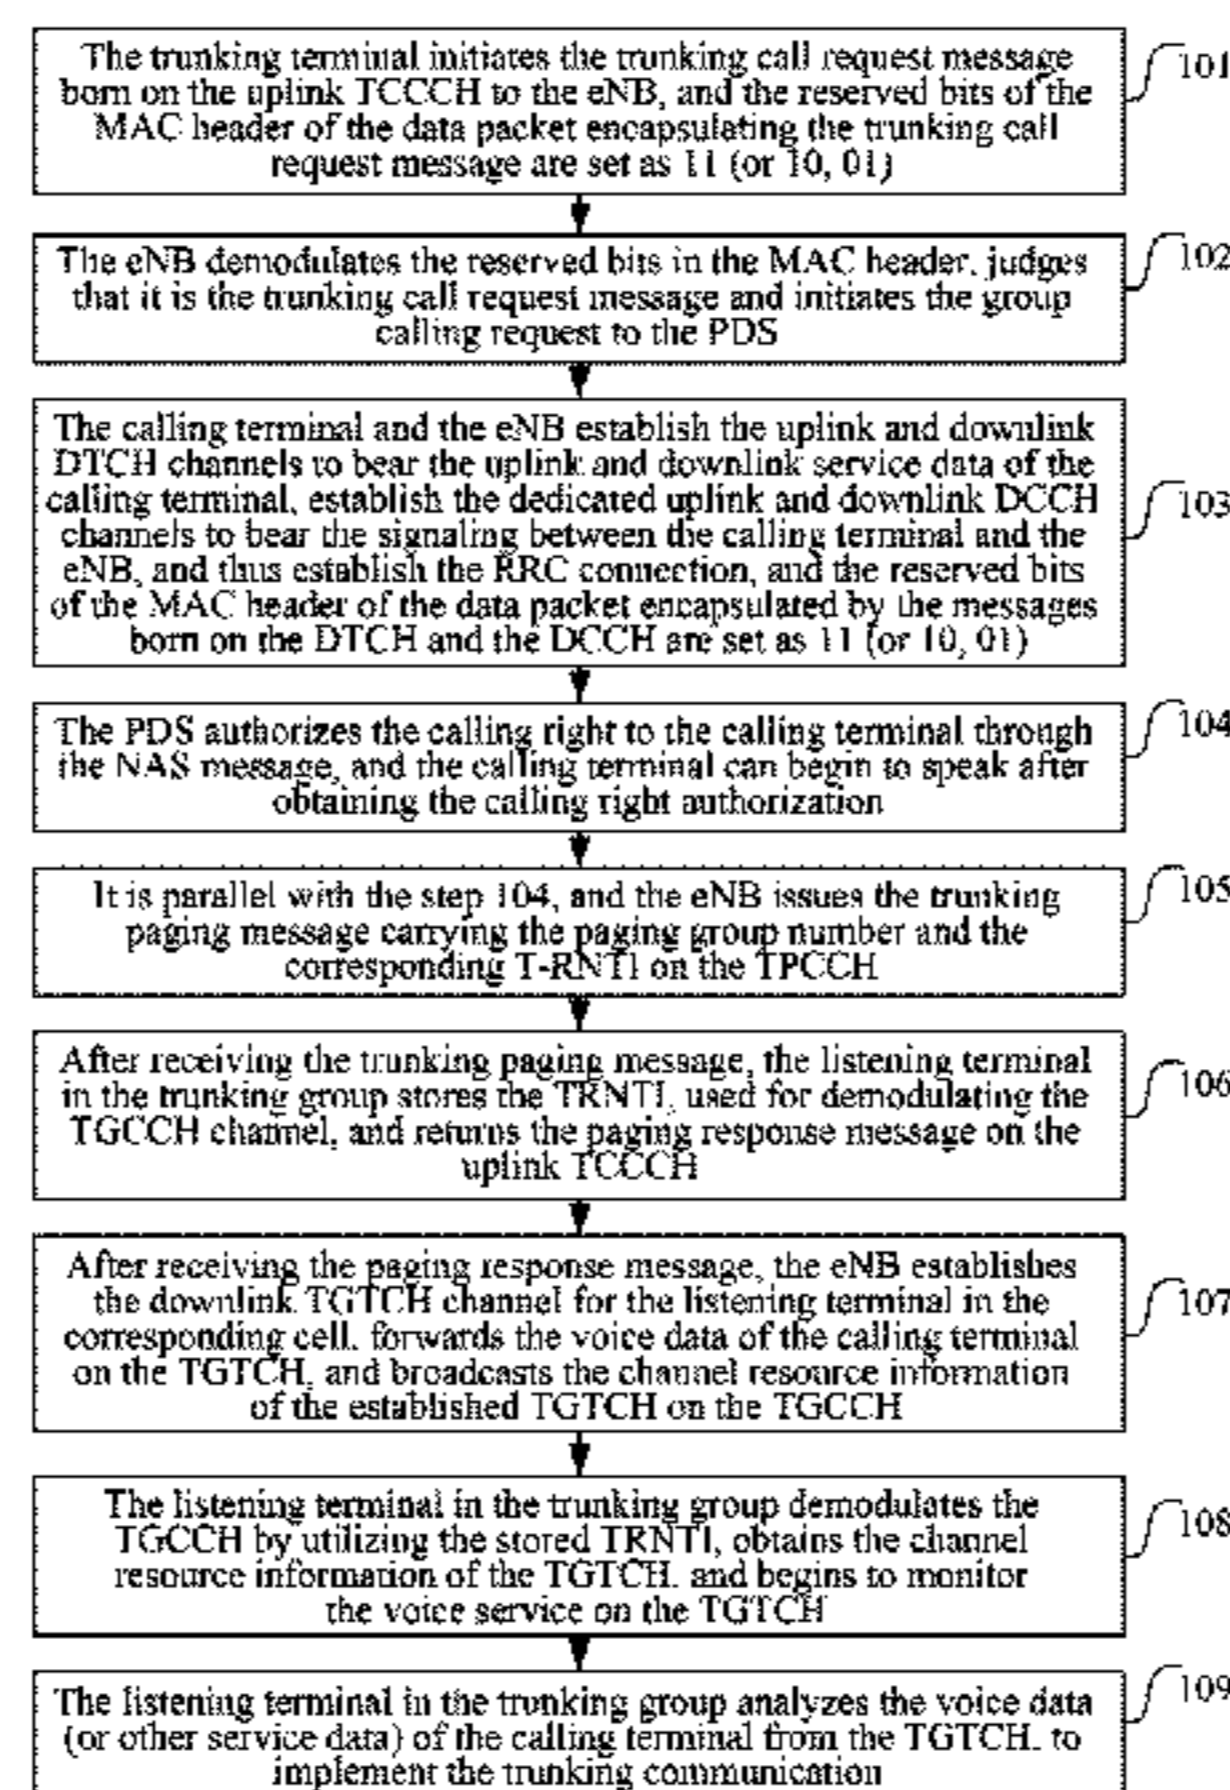 The trunking terminal initiates the trunking call request message
born on the uplink TCCCH to the eNB, and the reserved bits of the
MAC header of the data packet encapsulating the trunking call
request message are set as 11 (or 10, 01)
101
The eNB demodulates the reserved bits in the MAC header, judges
that it is the trunking call request message and initiates the group
calling request to the PDS
102
The calling terminal and the eNB establish the uplink and downlink
DTCH channels to bear the uplink and downlink service data of the
calling terminal, establish the dedicated uplink and downlink DCCH
channels to bear the signaling between the calling terminal and the
eNB, and thus establish the RRC connection, and the reserved bits
of the MAC header of the data packet encapsulated by the messages
born on the DTCH and the DCCH are set as 11 (or 10, 01)
103
The PDS authorizes the calling right to the calling terminal through
the NAS message, and the calling terminal can begin to speak after
obtaining the calling right authorization
104
It is parallel with the step 104, and the eNB issues the trunking
paging message carrying the paging group number and the
corresponding T-RNTI on the TPCCH
105
After receiving the trunking paging message, the listening terminal
in the trunking group stores the TRNTI, used for demodulating the
TGCCH channel, and returns the paging response message on the
uplink TCCCH
106
After receiving the paging response message, the eNB establishes
the downlink TGTCH channel for the listening terminal in the
corresponding cell, forwards the voice data of the calling terminal
on the TGTCH, and broadcasts the channel resource information
of the established TGTCH on the TGCCH
107
The listening terminal in the trunking group demodulates the
TGCCH by utilizing the stored TRNTI, obtains the channel
resource information of the TGTCH, and begins to monitor
the voice service on the TGTCH
108
The listening terminal in the trunking group analyzes the voice data
(or other service data) of the calling terminal from the TGTCH, to
implement the trunking communication
109